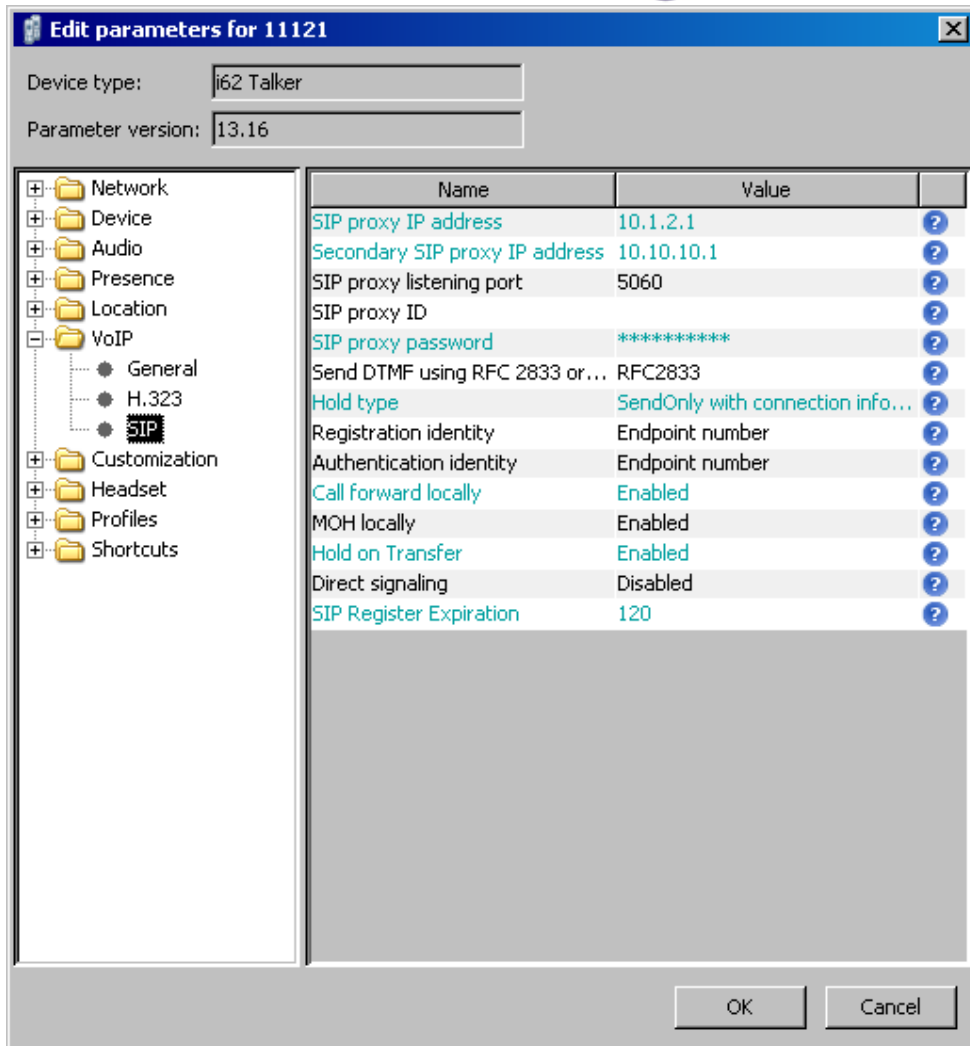 Edit parameters for 11121
Device type: i62 Talker
Parameter version: 13.16
Network
Device
Audio
Presence
Location
VoIP
General
H.323
SIP
Customization
Headset
Profiles
Shortcuts
Name Value
SIP proxy IP address 10.1.2.1
Secondary SIP proxy IP address 10.10.10.1
SIP proxy listening port 5060
SIP proxy ID
SIP proxy password **********
Send DTMF using RFC 2833 or... RFC2833
Hold type SendOnly with connection info...
Registration identity Endpoint number
Authentication identity Endpoint number
Call forward locally Enabled
MOH locally Enabled
Hold on Transfer Enabled
Direct signaling Disabled
SIP Register Expiration 120
OK Cancel